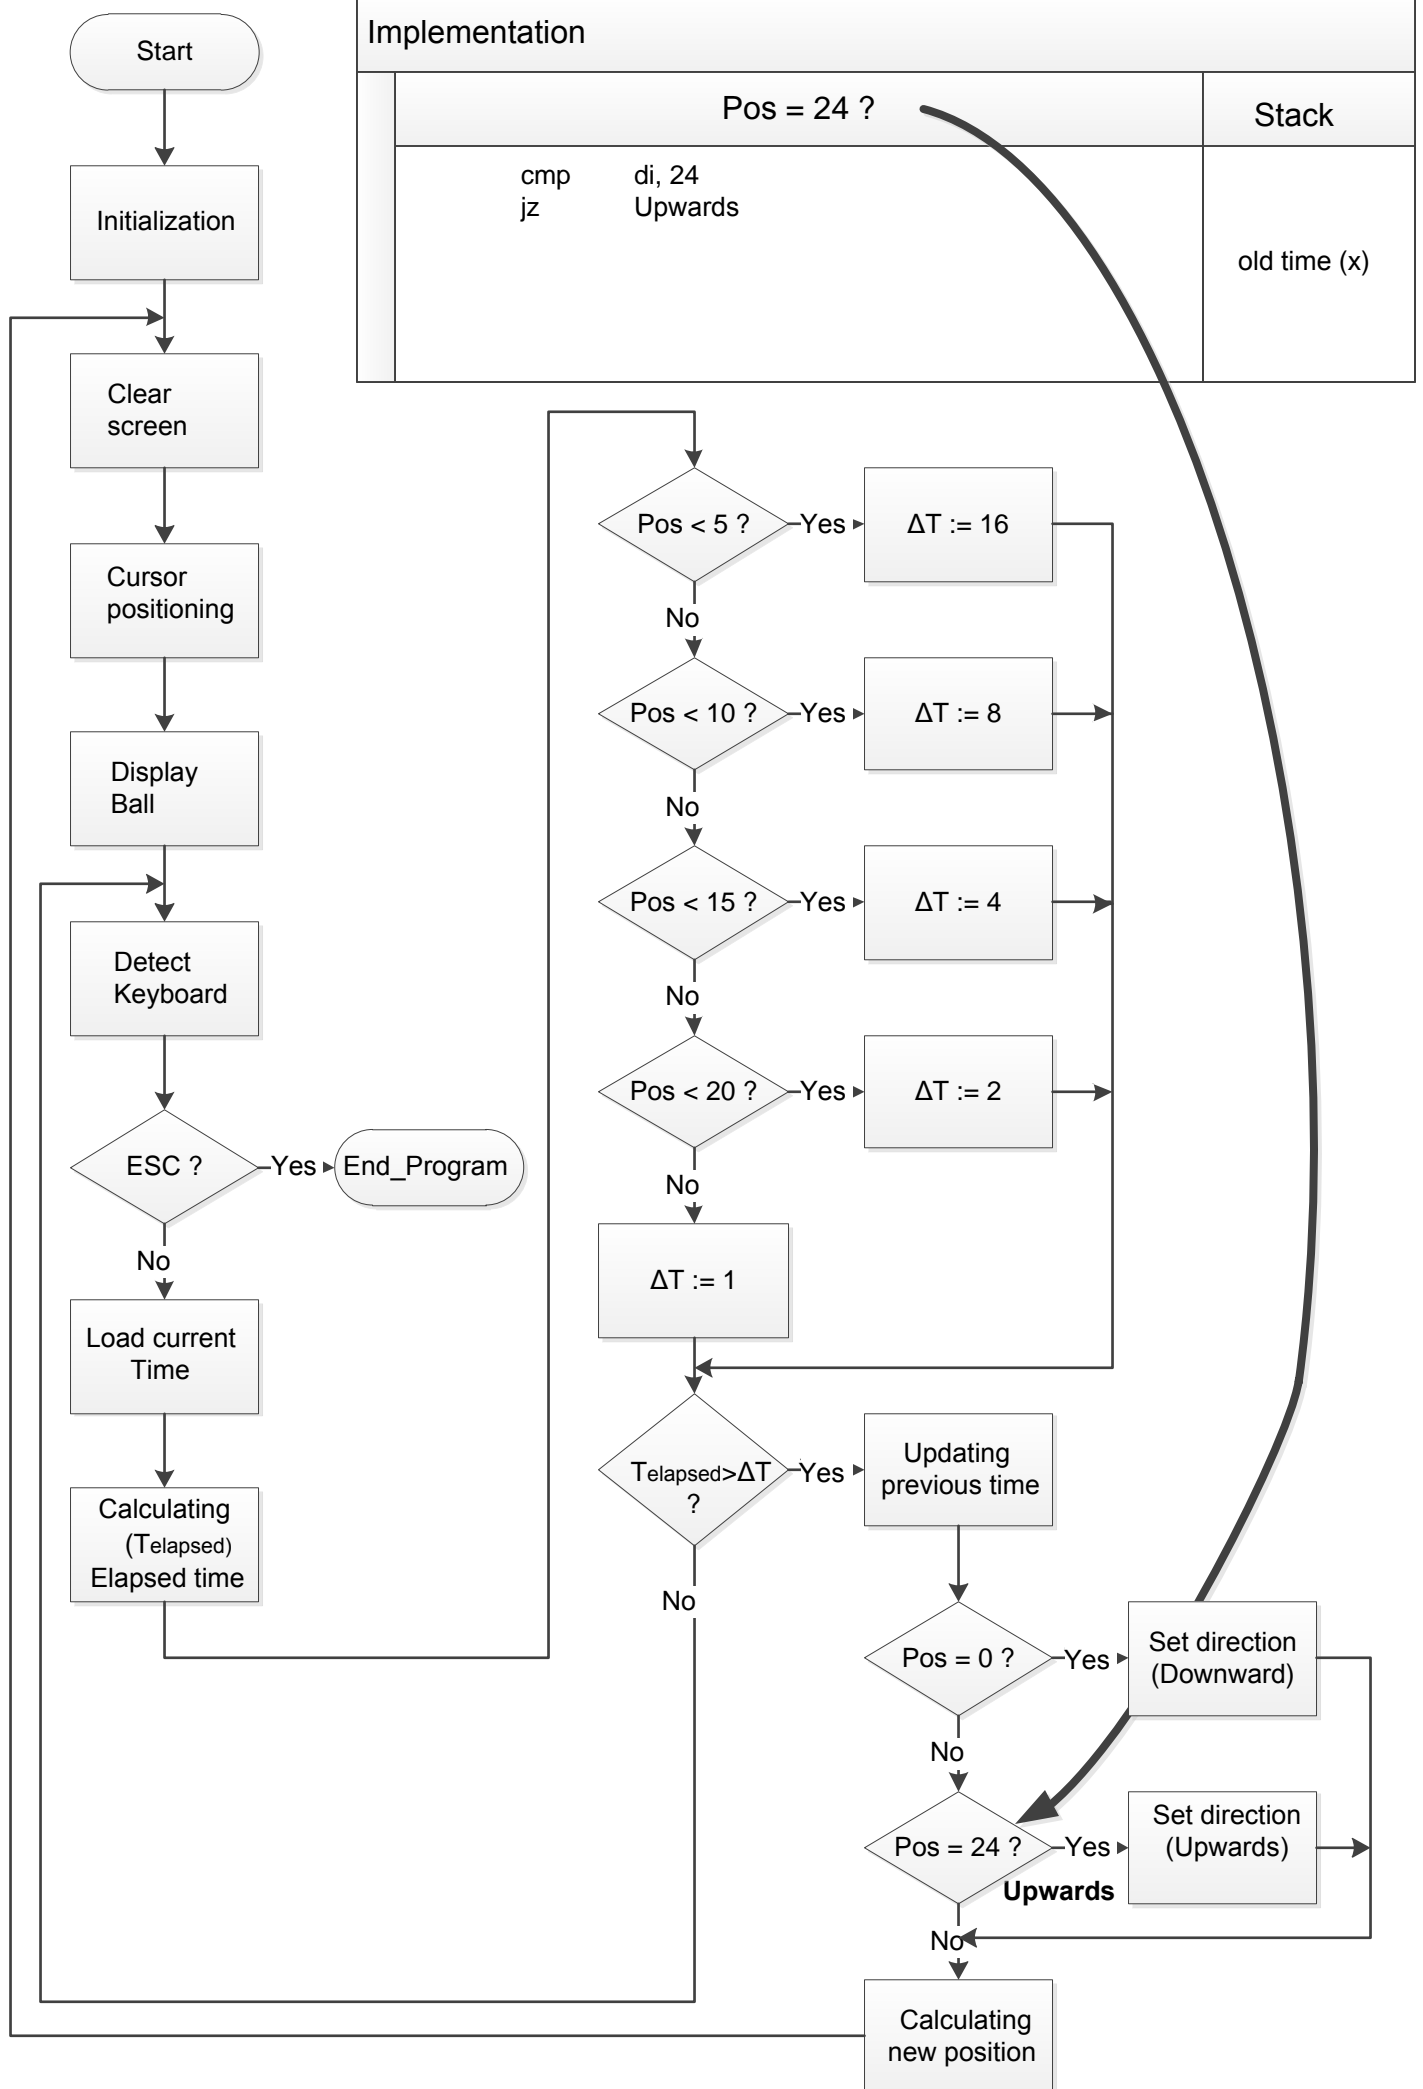 Implementation
Pos = 24 ?
Stack
cmp di, 24
jz Upwards
old time (x)
Start
Initialization
Clear
screen
Cursor
positioning
Display
Ball
Detect
Keyboard
ESC ?
Yes
End_Program
No
Load current
Time
Calculating
(Telapsed)
Elapsed time
Pos < 5 ?
Yes
ΔT := 16
No
Pos < 10 ?
Yes
ΔT := 8
No
Pos < 15 ?
Yes
ΔT := 4
No
Pos < 20 ?
Yes
ΔT := 2
No
ΔT := 1
Telapsed>ΔT
?
Yes
No
Updating
previous time
Pos = 0 ?
Yes
Set direction
(Downward)
No
Pos = 24 ?
Yes
Upwards
Set direction
(Upwards)
No
Calculating
new position